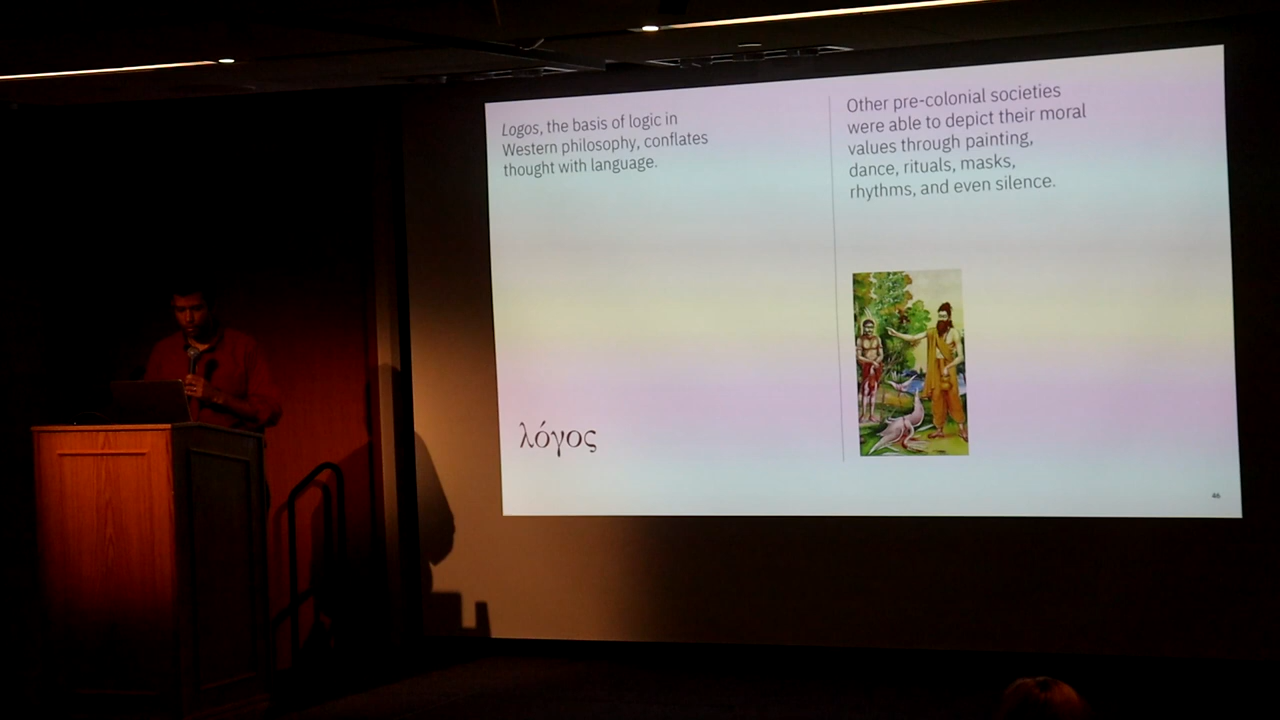 Logos, the basis of logic in
Western philosophy, conflates
thought with language.
λόγος
Other pre-colonial societies
were able to depict their moral
values through painting,
dance, rituals, masks,
rhythms, and even silence.
46